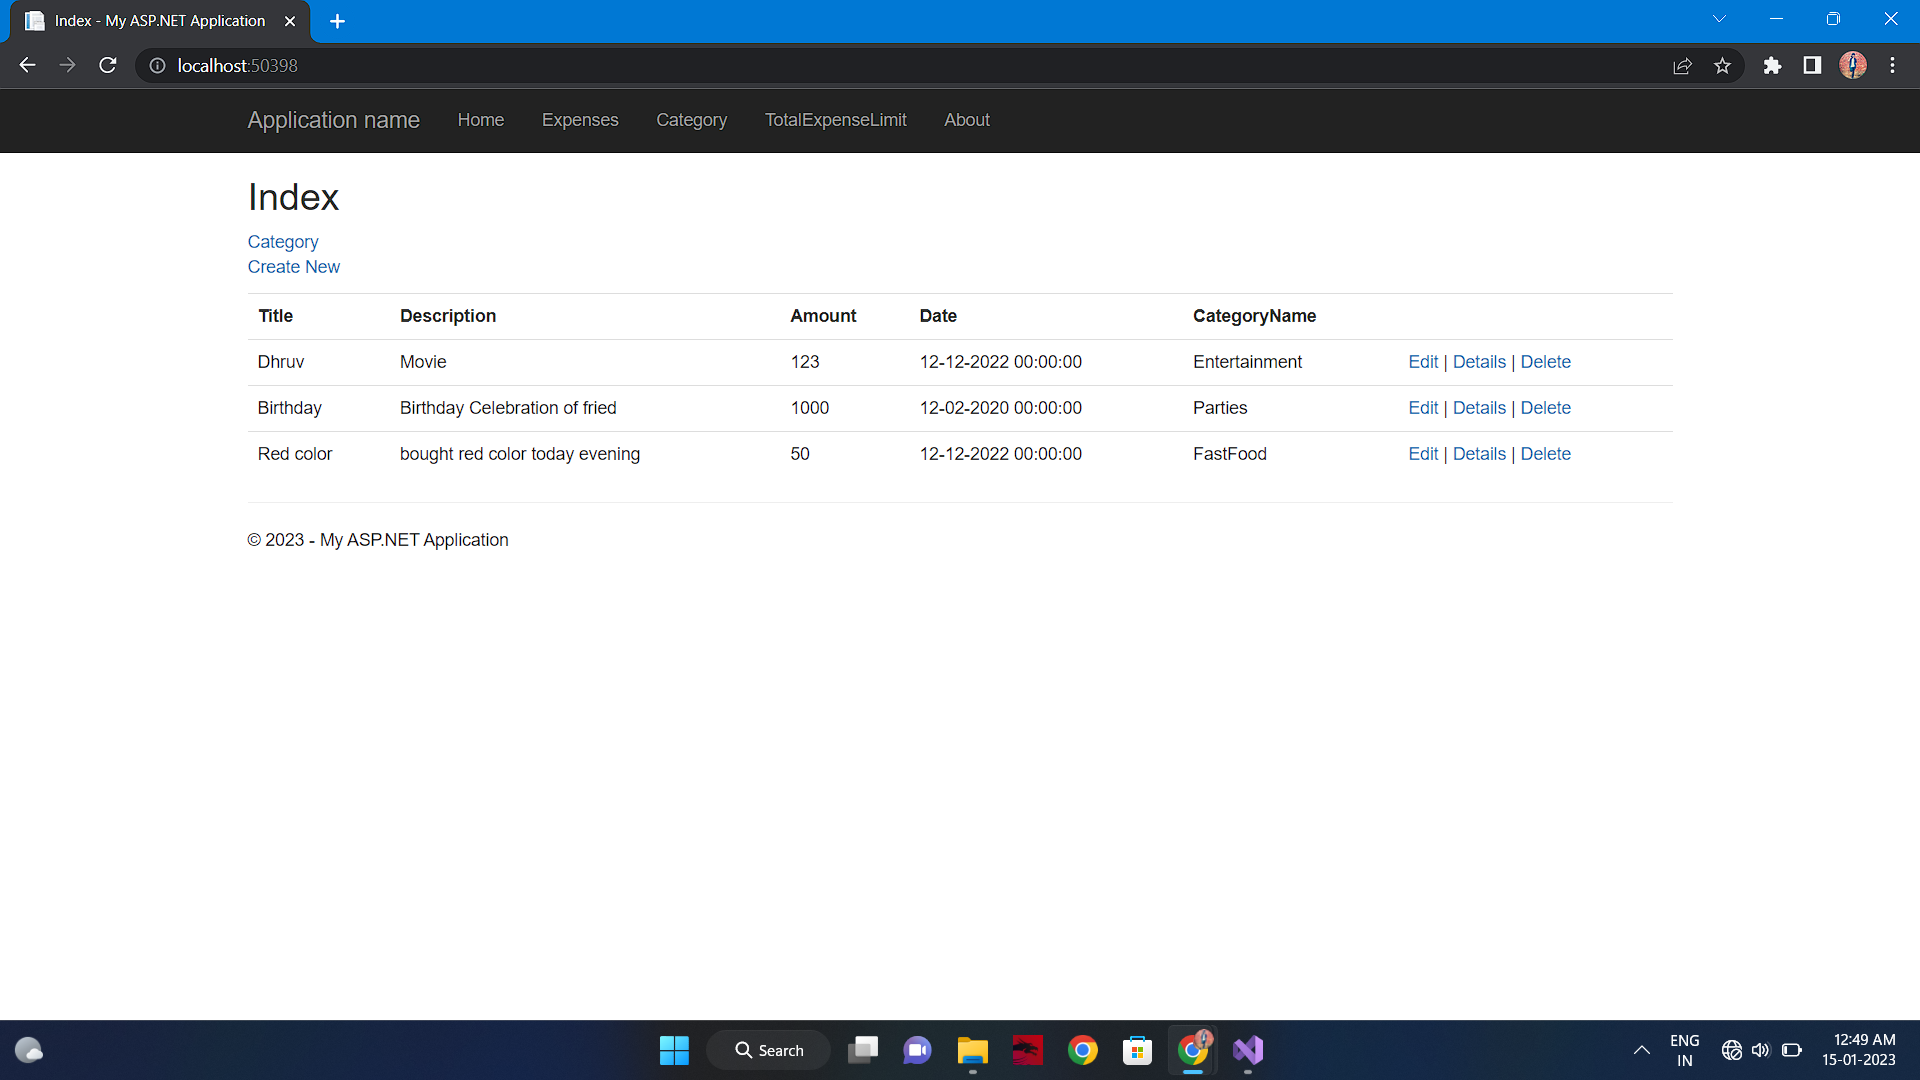 Index - My ASP.NET Application
localhost:50398
Application name Home Expenses Category TotalExpenseLimit About
Index
Category
Create New
Title Description Amount Date CategoryName
Dhruv Movie 123 12-12-2022 00:00:00 Entertainment Edit | Details | Delete
Birthday Birthday Celebration of fried 1000 12-02-2020 00:00:00 Parties Edit | Details | Delete
Red color bought red color today evening 50 12-12-2022 00:00:00 FastFood Edit | Details | Delete
© 2023 - My ASP.NET Application
Search
ENG
IN
12:49 AM
15-01-2023